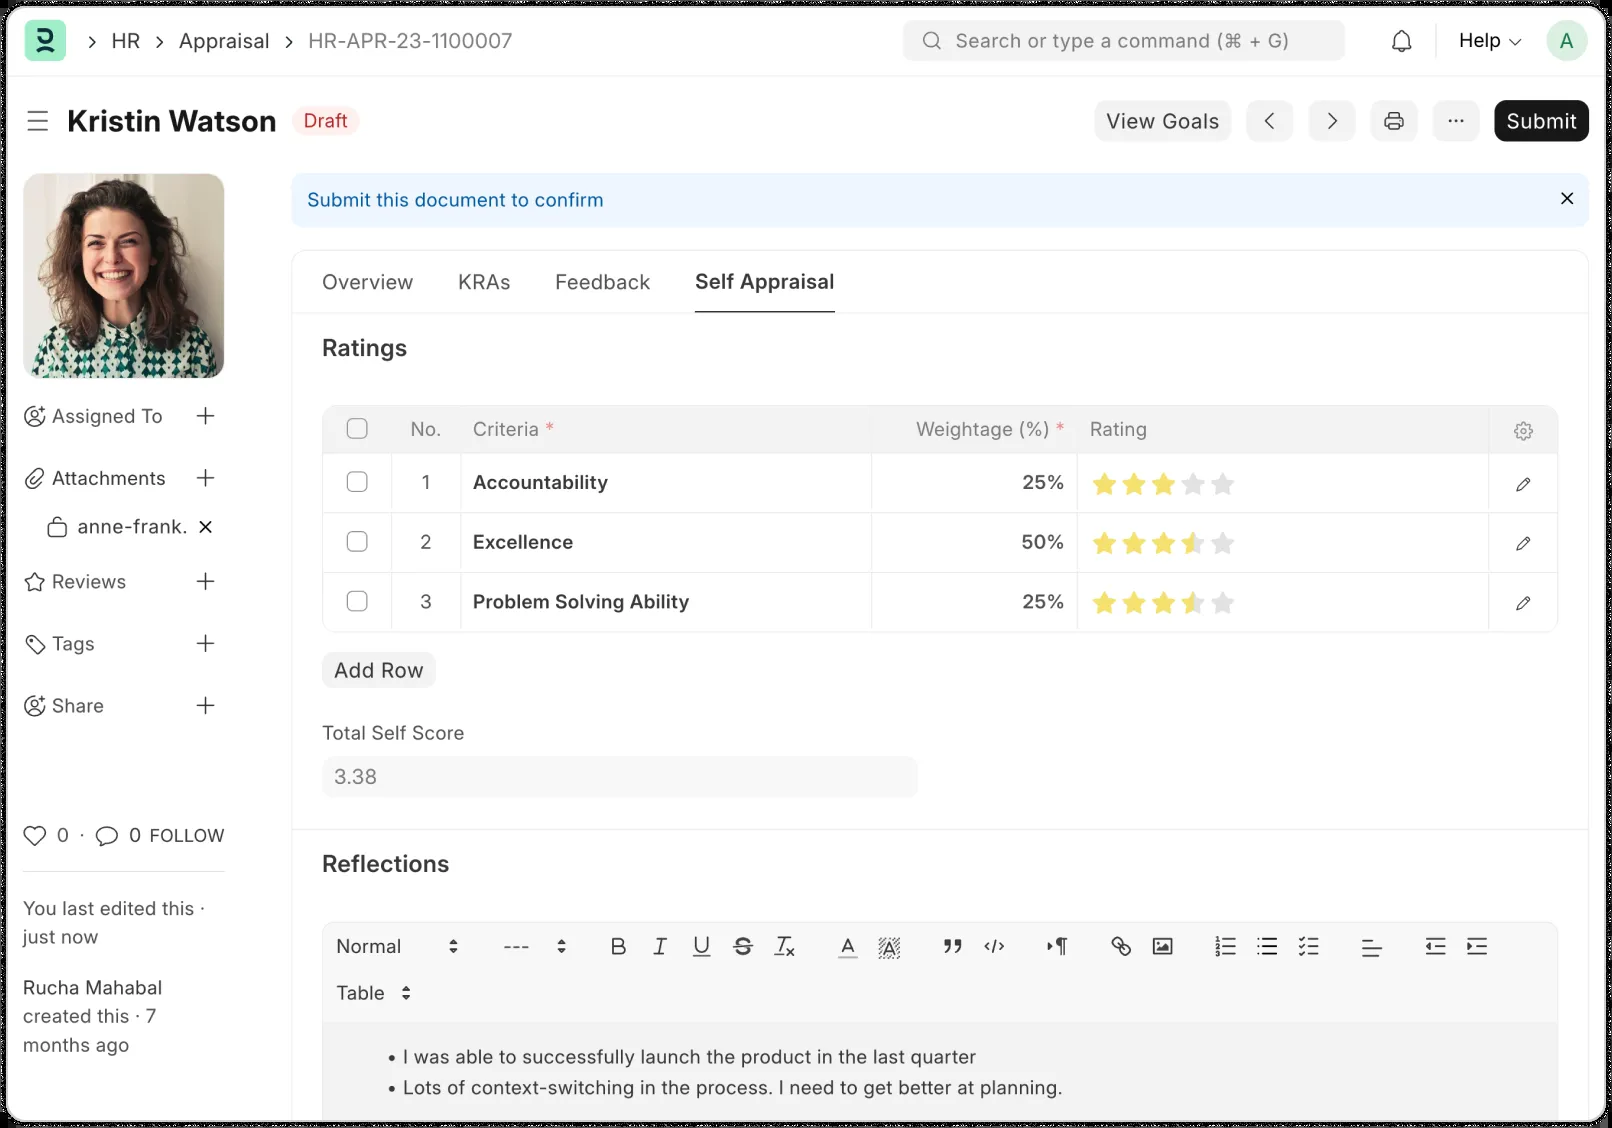 HR Appraisal HR-APR-23-1100007
Search or type a command (⌘ + G)
Help
A
Kristin Watson
Draft
View Goals
Submit
Submit this document to confirm
Overview KRAs Feedback Self Appraisal
Ratings
No. Criteria * Weightage (%) * Rating
1 Accountability 25%
2 Excellence 50%
3 Problem Solving Ability 25%
Add Row
Total Self Score
3.38
Assigned To
Attachments
anne-frank.
Reviews
Tags
Share
0 · 0 FOLLOW
You last edited this ·
just now
Rucha Mahabal
created this · 7
months ago
Reflections
Normal --- B I U S Tx A A
Table
• I was able to successfully launch the product in the last quarter
• Lots of context-switching in the process. I need to get better at planning.